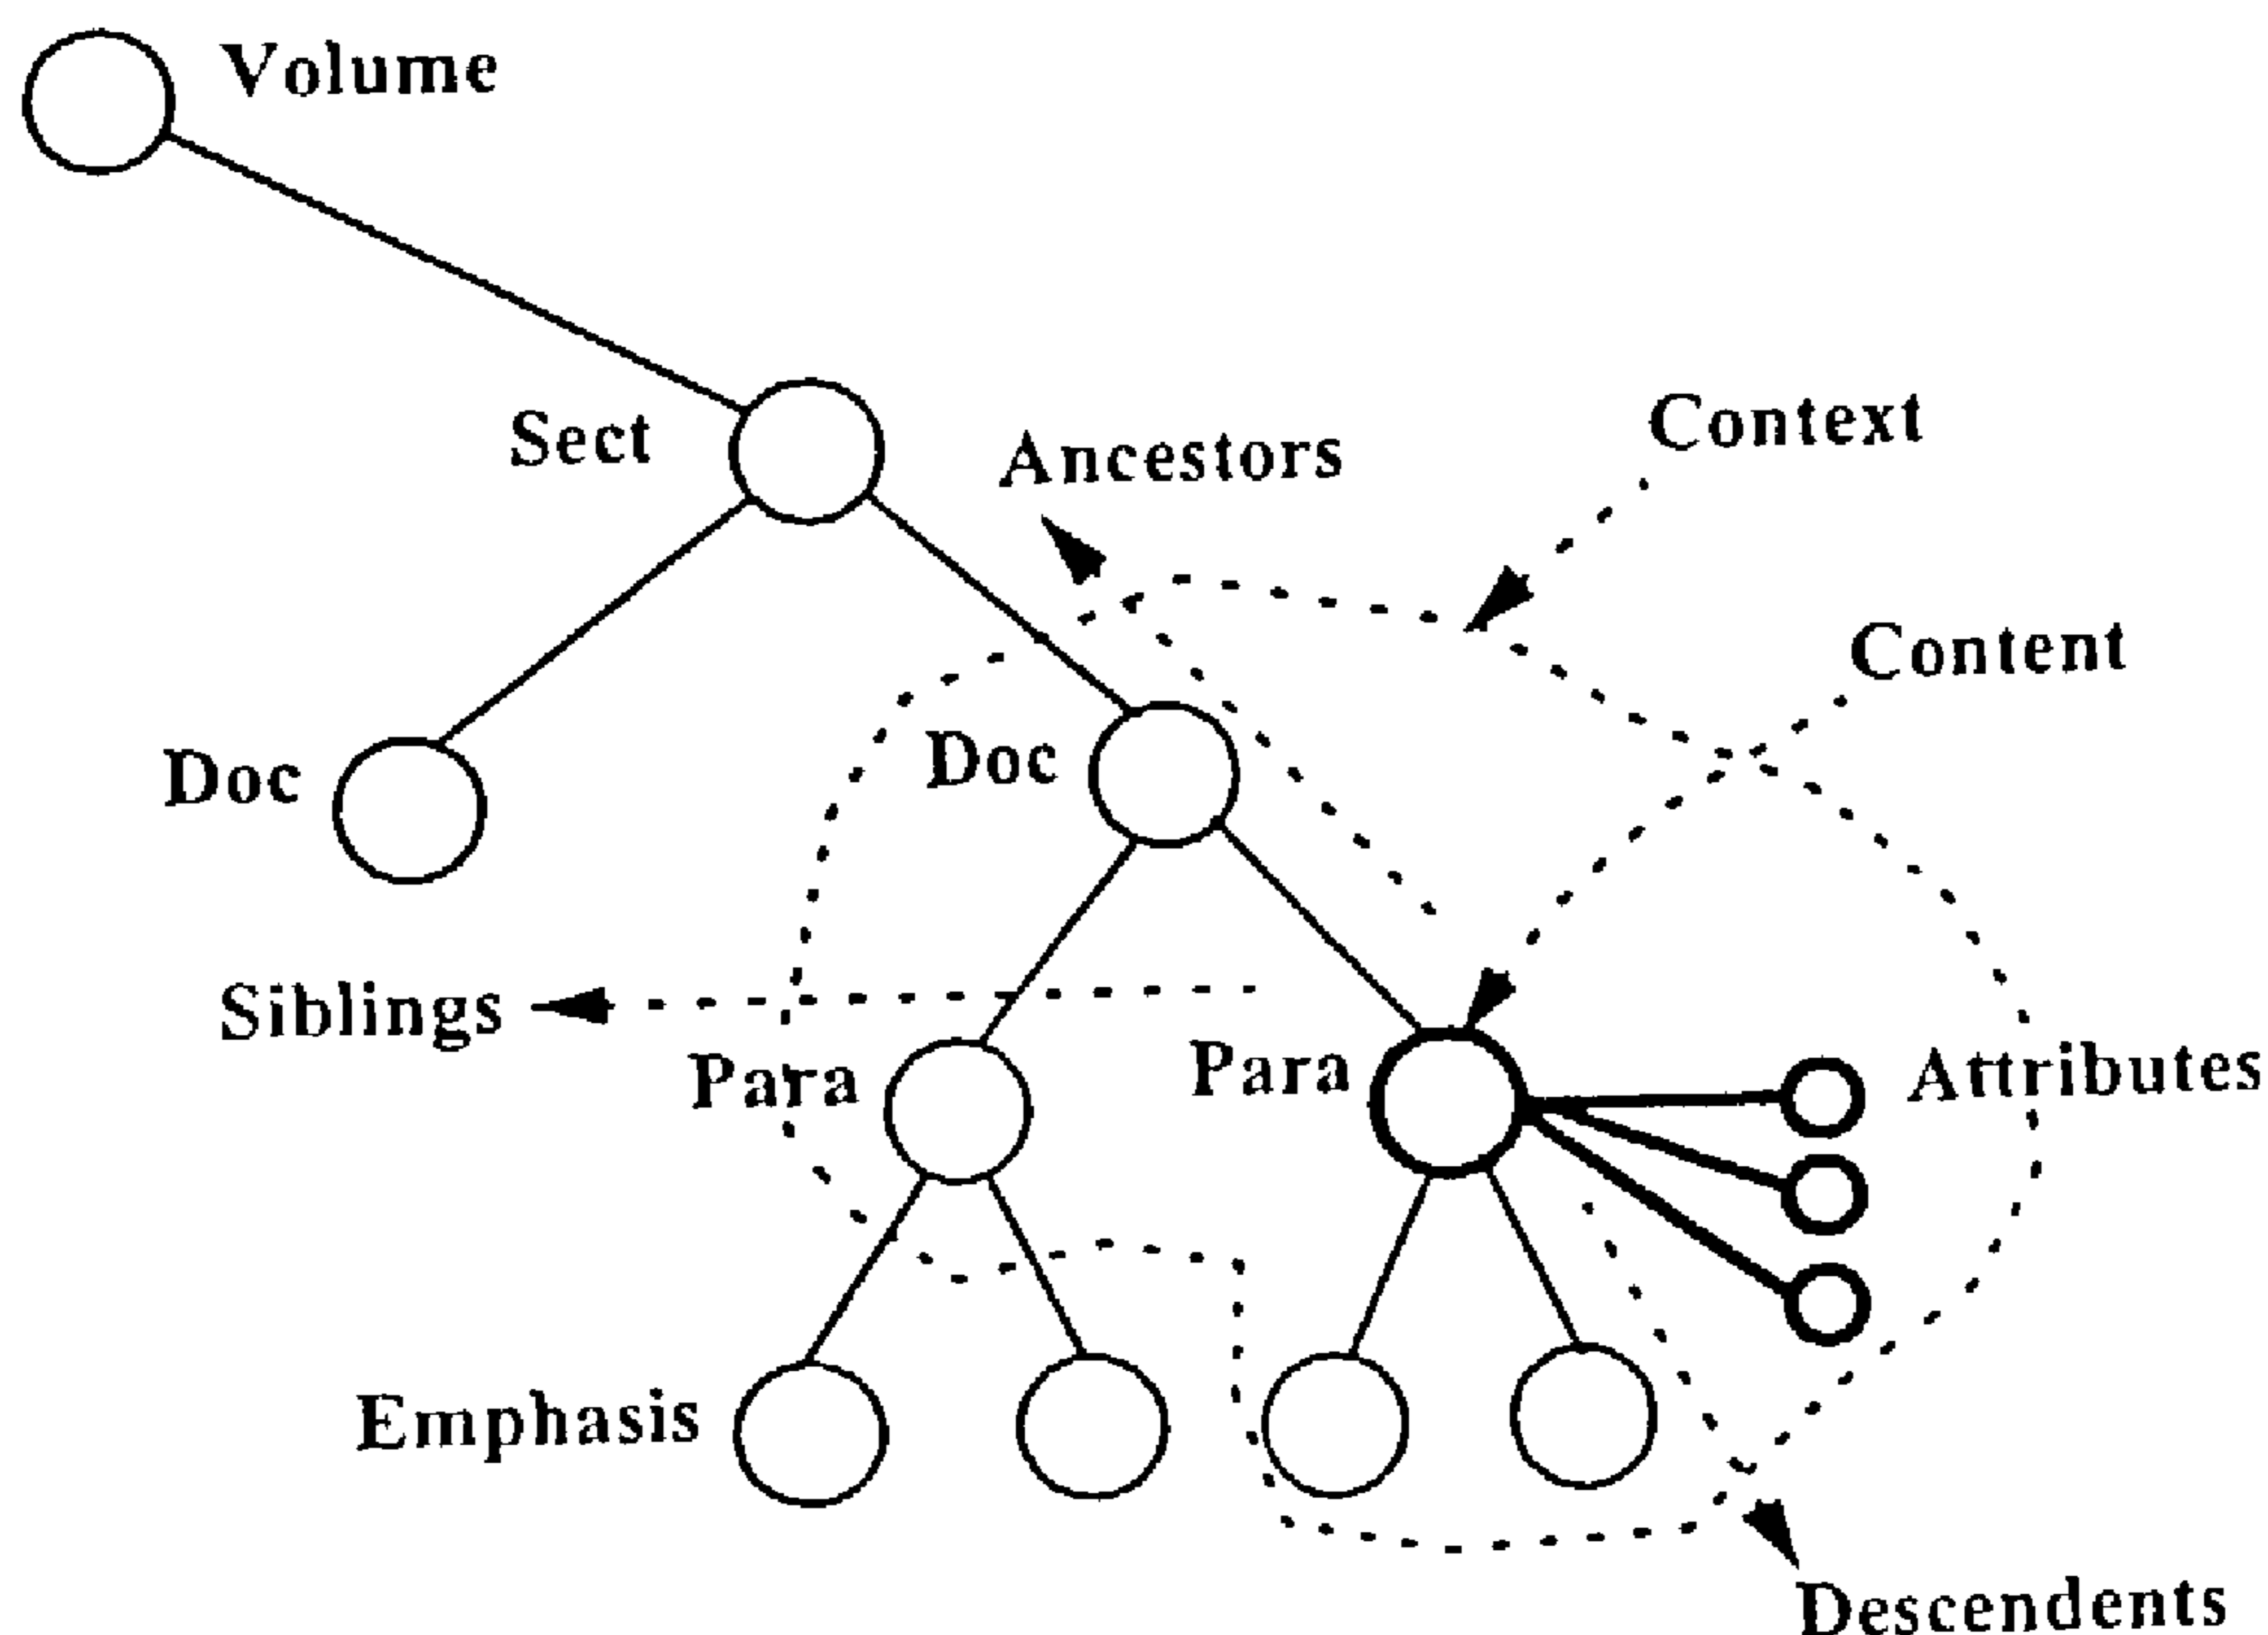 Volume
Sect
Ancestors
Context
Content
Doc
Doc
Siblings
Para
Para
Attributes
Emphasis
Descendents